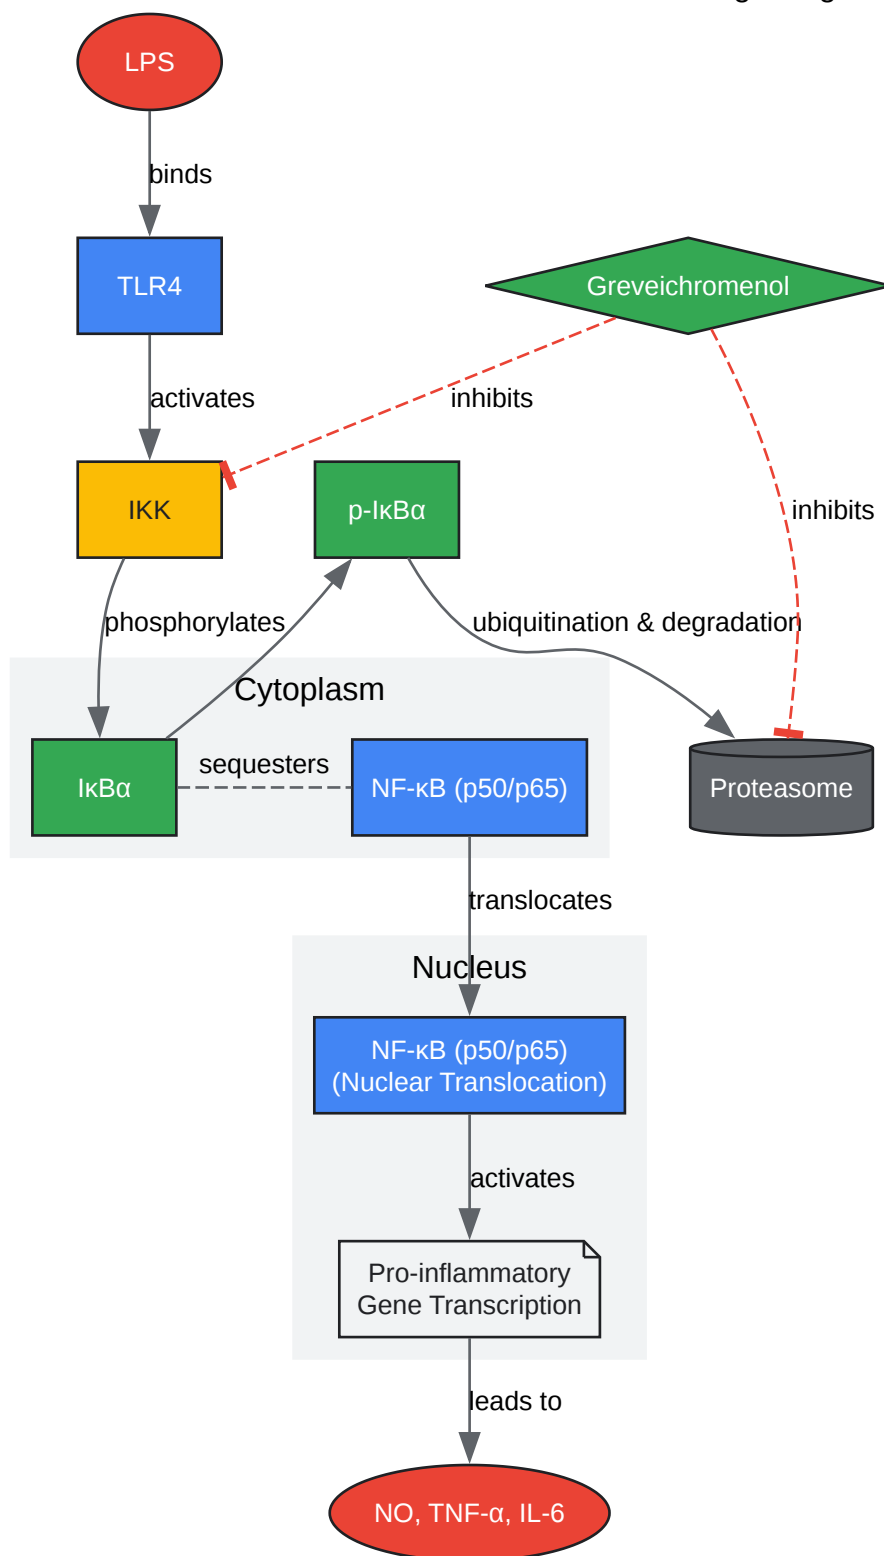 LPS
binds
TLR4
Greveichromenol
activates
inhibits
IKK
p-IκBα
inhibits
phosphorylates
ubiquitination & degradation
Cytoplasm
sequesters
IκBα
NF-κB (p50/p65)
Proteasome
translocates
Nucleus
NF-κB (p50/p65)
(Nuclear Translocation)
activates
Pro-inflammatory
Gene Transcription
leads to
NO, TNF-α, IL-6